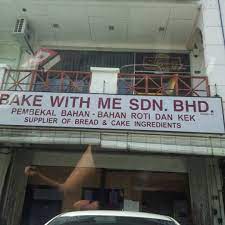 BAKE WITH ME SDN. BHD.
PEMBEKAL BAHAN - BAHAN ROTI DAN KEK
SUPPLIER OF BREAD & CAKE INGREDIENTS